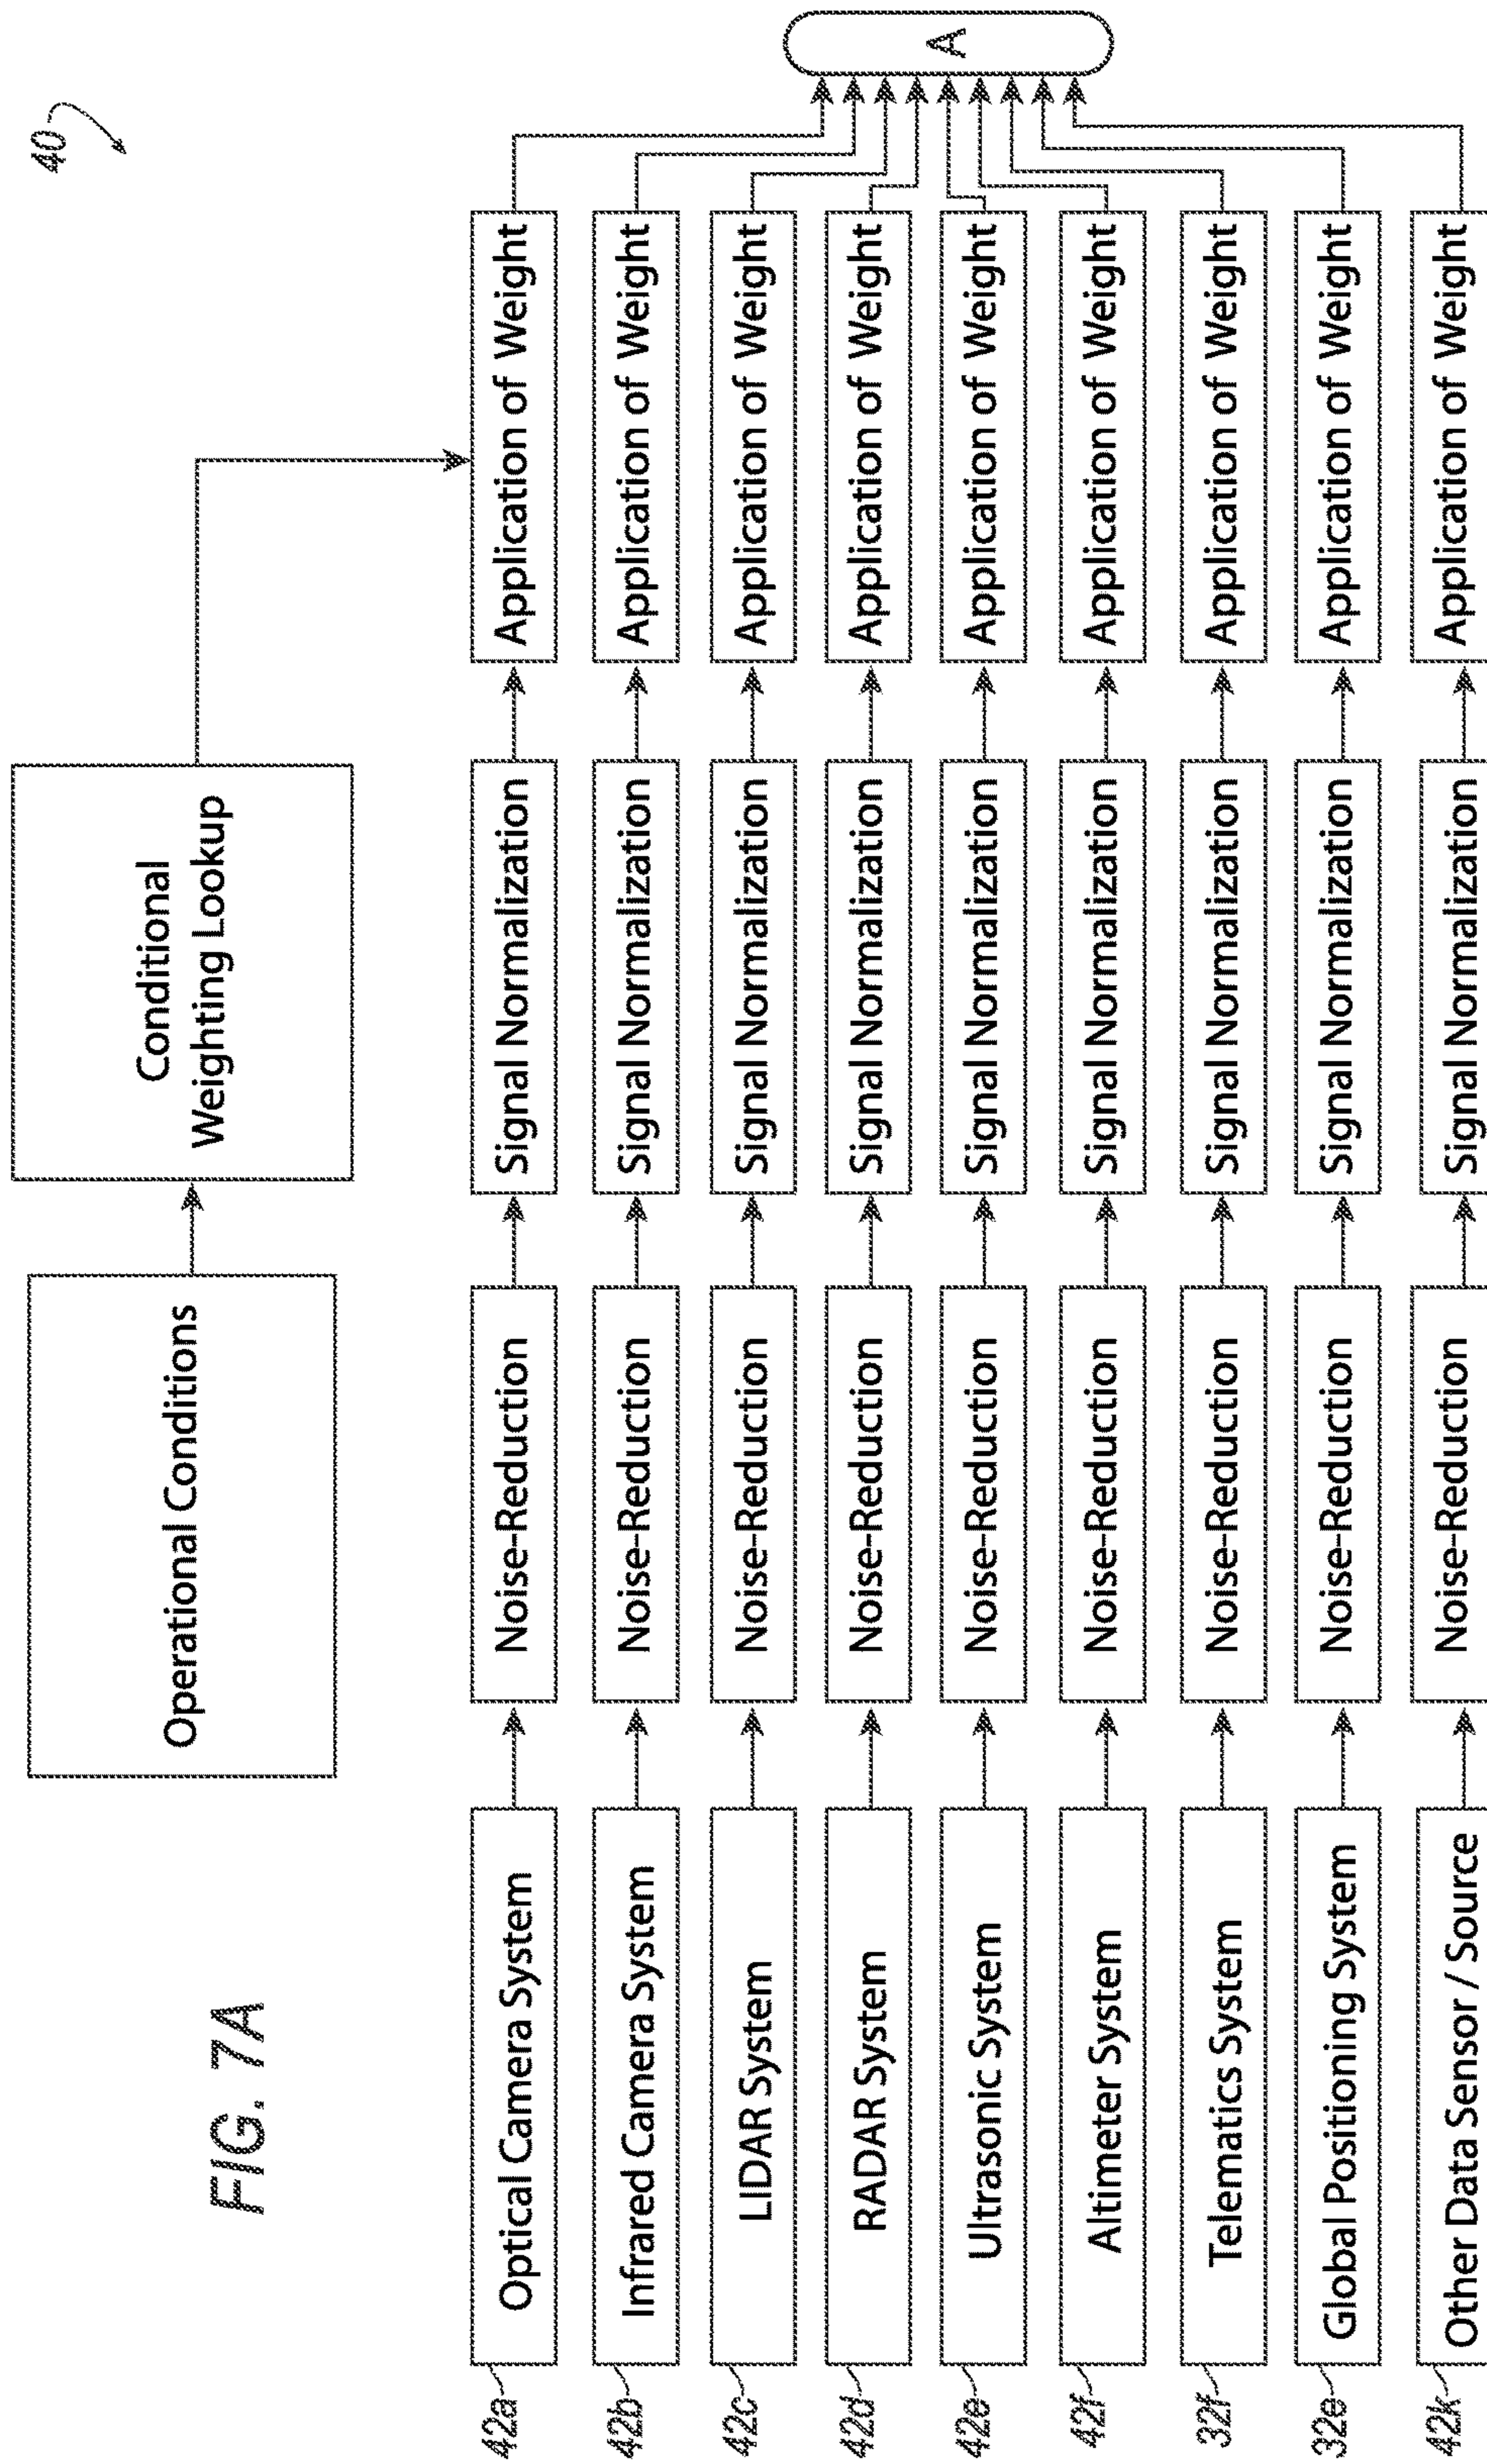 FIG. 7A
40
Operational Conditions
Conditional
Weighting Lookup
42a
Optical Camera System
Noise-Reduction
Signal Normalization
Application of Weight
42b
Infrared Camera System
Noise-Reduction
Signal Normalization
Application of Weight
42c
LIDAR System
Noise-Reduction
Signal Normalization
Application of Weight
42d
RADAR System
Noise-Reduction
Signal Normalization
Application of Weight
42e
Ultrasonic System
Noise-Reduction
Signal Normalization
Application of Weight
42f
Altimeter System
Noise-Reduction
Signal Normalization
Application of Weight
32f
Telematics System
Noise-Reduction
Signal Normalization
Application of Weight
32e
Global Positioning System
Noise-Reduction
Signal Normalization
Application of Weight
42k
Other Data Sensor / Source
Noise-Reduction
Signal Normalization
Application of Weight
A